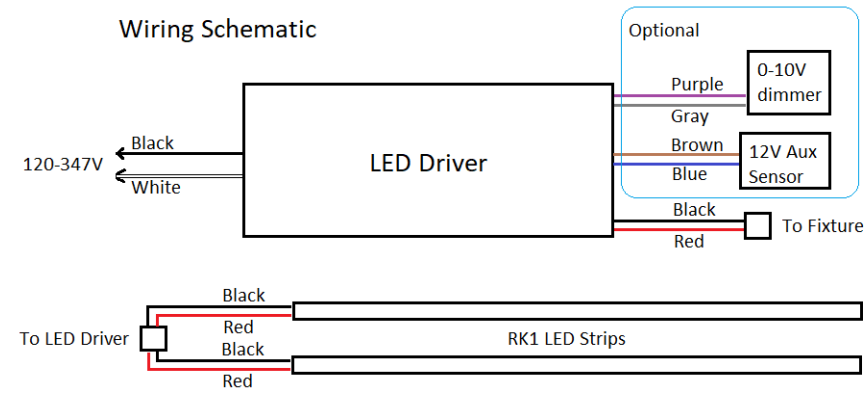 Wiring Schematic
Optional
0-10V
dimmer
Purple
Gray
Black
120-347V
White
LED Driver
Brown
Blue
12V Aux
Sensor
Black
Red
To Fixture
Black
Red
To LED Driver
Black
Red
RK1 LED Strips